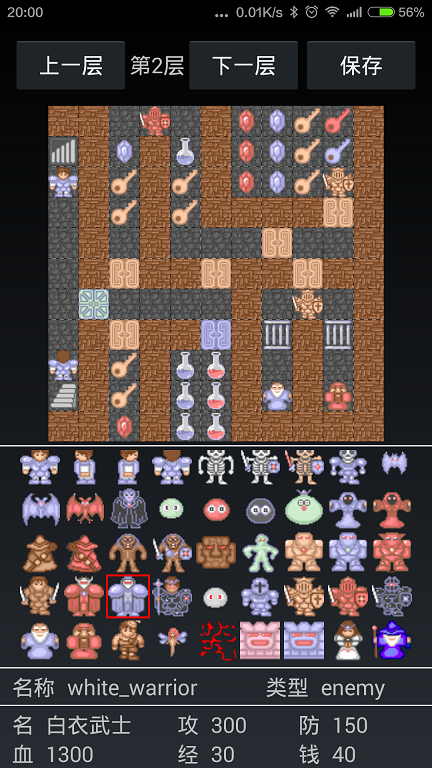 20:00 ... 0.01K/s 56%
上一层 第2层 下一层 保存
名称 white_warrior 类型 enemy
名 白衣武士 攻 300 防 150
血 1300 经 30 钱 40